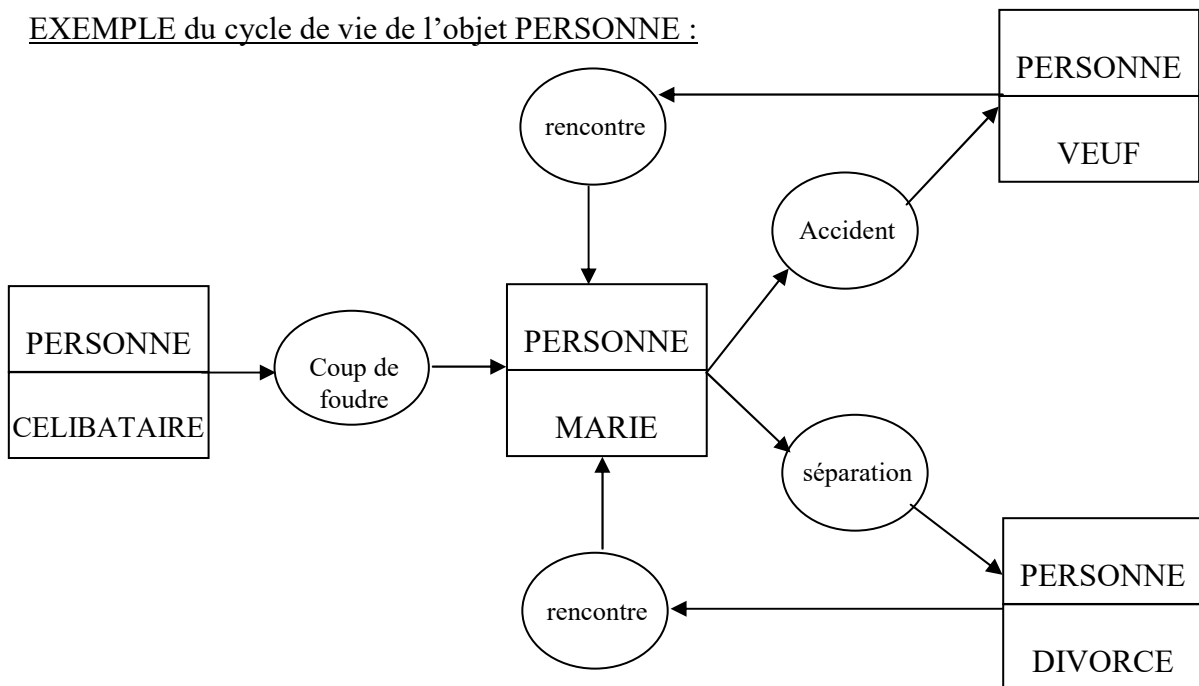 EXEMPLE du cycle de vie de l’objet PERSONNE :
PERSONNE
VEUF
rencontre
Accident
PERSONNE
CELIBATAIRE
Coup de
foudre
PERSONNE
MARIE
séparation
rencontre
PERSONNE
DIVORCE